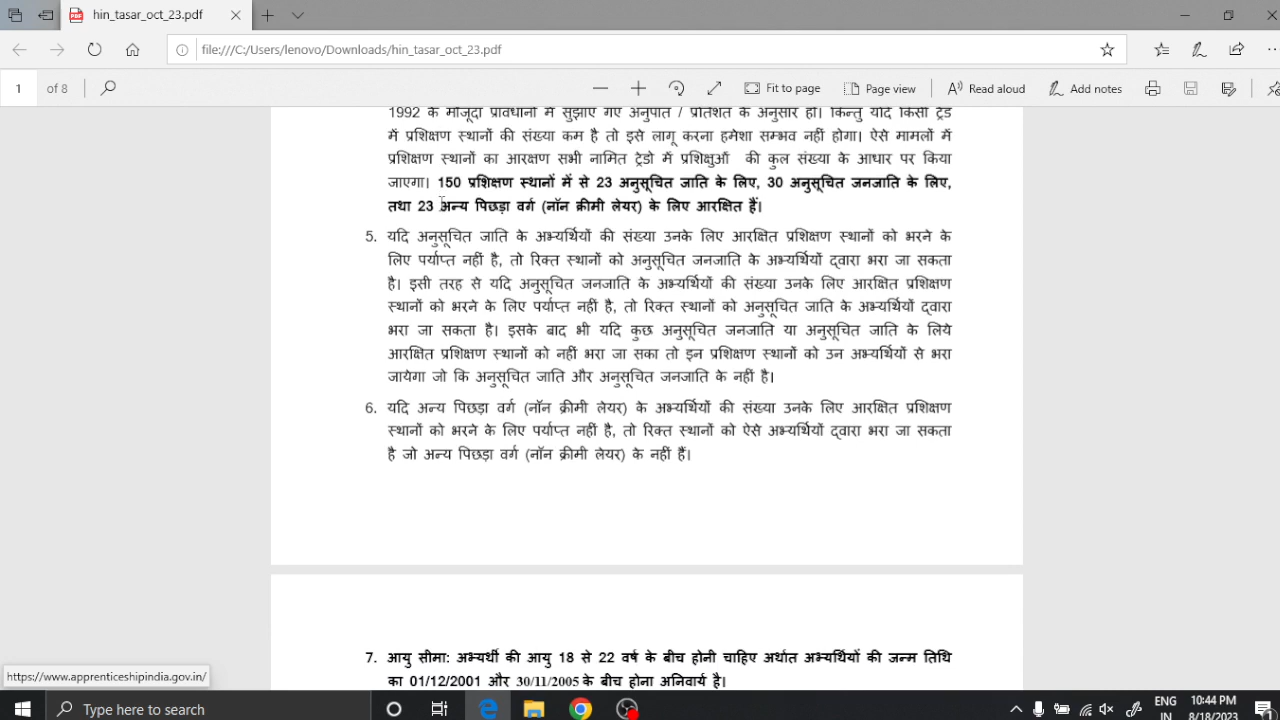 hin_tasar_oct_23.pdf
file:///C:/Users/lenovo/Downloads/hin_tasar_oct_23.pdf
1 of 8 Fit to page Page view Read aloud Add notes
1992 के मौजूदा प्रावधानों में सुझाए गए अनुपात / प्रतिशत के अनुसार हो। किन्तु यदि किसी ट्रेड
में प्रशिक्षण स्थानों की संख्या कम है तो इसे लागू करना हमेशा सम्भव नहीं होगा। ऐसे मामलों में
प्रशिक्षण स्थानों का आरक्षण सभी नामित ट्रेडो में प्रशिक्षुओं की कुल संख्या के आधार पर किया
जाएगा। 150 प्रशिक्षण स्थानों में से 23 अनुसूचित जाति के लिए, 30 अनुसूचित जनजाति के लिए,
तथा 23 अन्य पिछड़ा वर्ग (नॉन क्रीमी लेयर) के लिए आरक्षित हैं।
5. यदि अनुसूचित जाति के अभ्यर्थियों की संख्या उनके लिए आरक्षित प्रशिक्षण स्थानों को भरने के
लिए पर्याप्त नहीं है, तो रिक्त स्थानों को अनुसूचित जनजाति के अभ्यर्थियों द्वारा भरा जा सकता
है। इसी तरह से यदि अनुसूचित जनजाति के अभ्यर्थियों की संख्या उनके लिए आरक्षित प्रशिक्षण
स्थानों को भरने के लिए पर्याप्त नहीं है, तो रिक्त स्थानों को अनुसूचित जाति के अभ्यर्थियों द्वारा
भरा जा सकता है। इसके बाद भी यदि कुछ अनुसूचित जनजाति या अनुसूचित जाति के लिये
आरक्षित प्रशिक्षण स्थानों को नहीं भरा जा सका तो इन प्रशिक्षण स्थानों को उन अभ्यर्थियों से भरा
जायेगा जो कि अनुसूचित जाति और अनुसूचित जनजाति के नहीं है।
6. यदि अन्य पिछड़ा वर्ग (नॉन क्रीमी लेयर) के अभ्यर्थियों की संख्या उनके लिए आरक्षित प्रशिक्षण
स्थानों को भरने के लिए पर्याप्त नहीं है, तो रिक्त स्थानों को ऐसे अभ्यर्थियों द्वारा भरा जा सकता
है जो अन्य पिछड़ा वर्ग (नॉन क्रीमी लेयर) के नहीं हैं।
7. आयु सीमा: अभ्यर्थी की आयु 18 से 22 वर्ष के बीच होनी चाहिए अर्थात अभ्यर्थियों की जन्म तिथि
का 01/12/2001 और 30/11/2005 के बीच होना अनिवार्य है।
https://www.apprenticeshipindia.gov.in/
Type here to search
ENG 10:44 PM
IN 8/18/2023